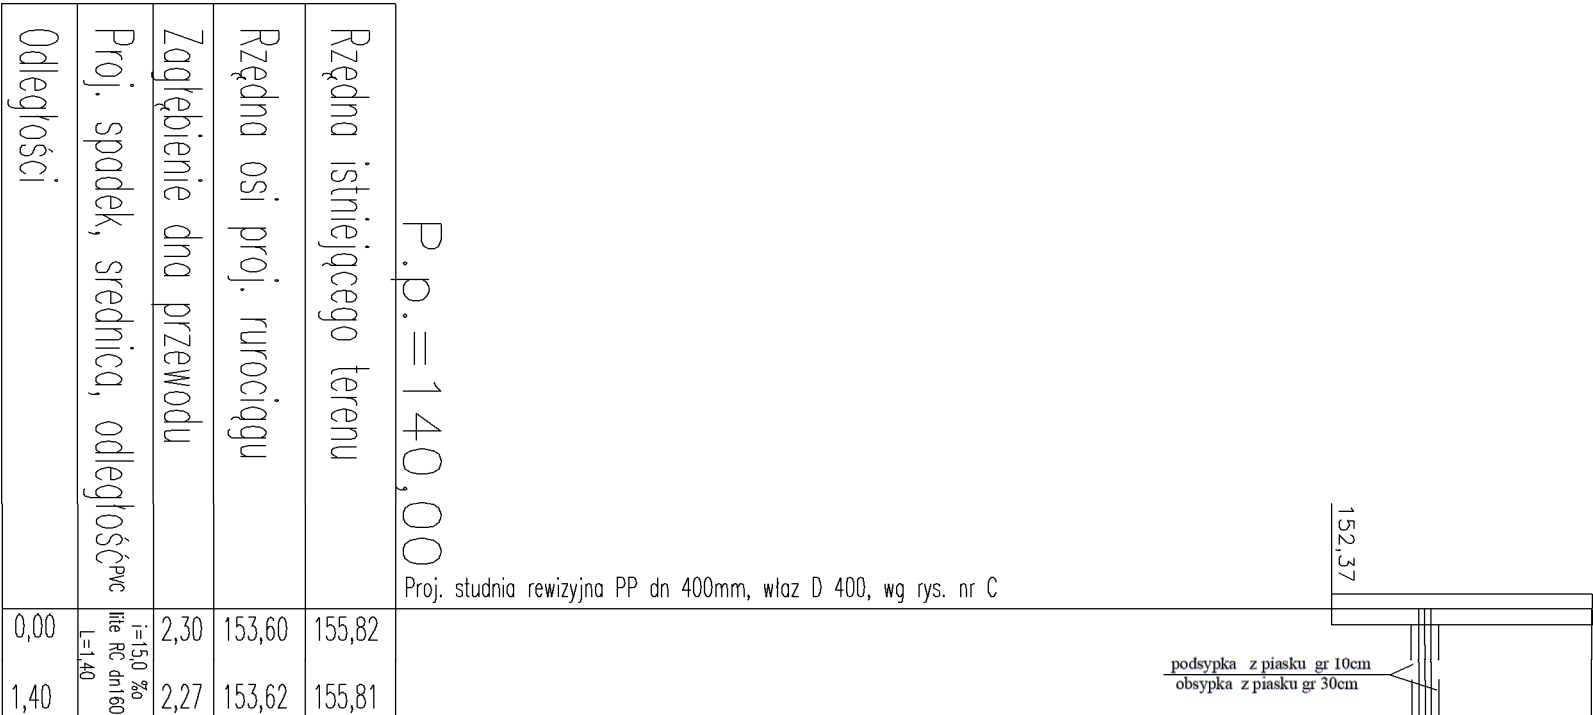 Rzędna istniejącego terenu
Rzędna osi proj. rurociągu
Zagłębienie dna przewodu
Proj. spadek, srednica, odległość
Odległości
P.p.=140,00
Proj. studnia rewizyjna PP dn 400mm, właz D 400, wg rys. nr C
152,37
podsypka z piasku gr 10cm
obsypka z piasku gr 30cm
i=15,0 ‰
PVC lite RC dn160
L=1,40
0,00 2,30 153,60 155,82
1,40 2,27 153,62 155,81